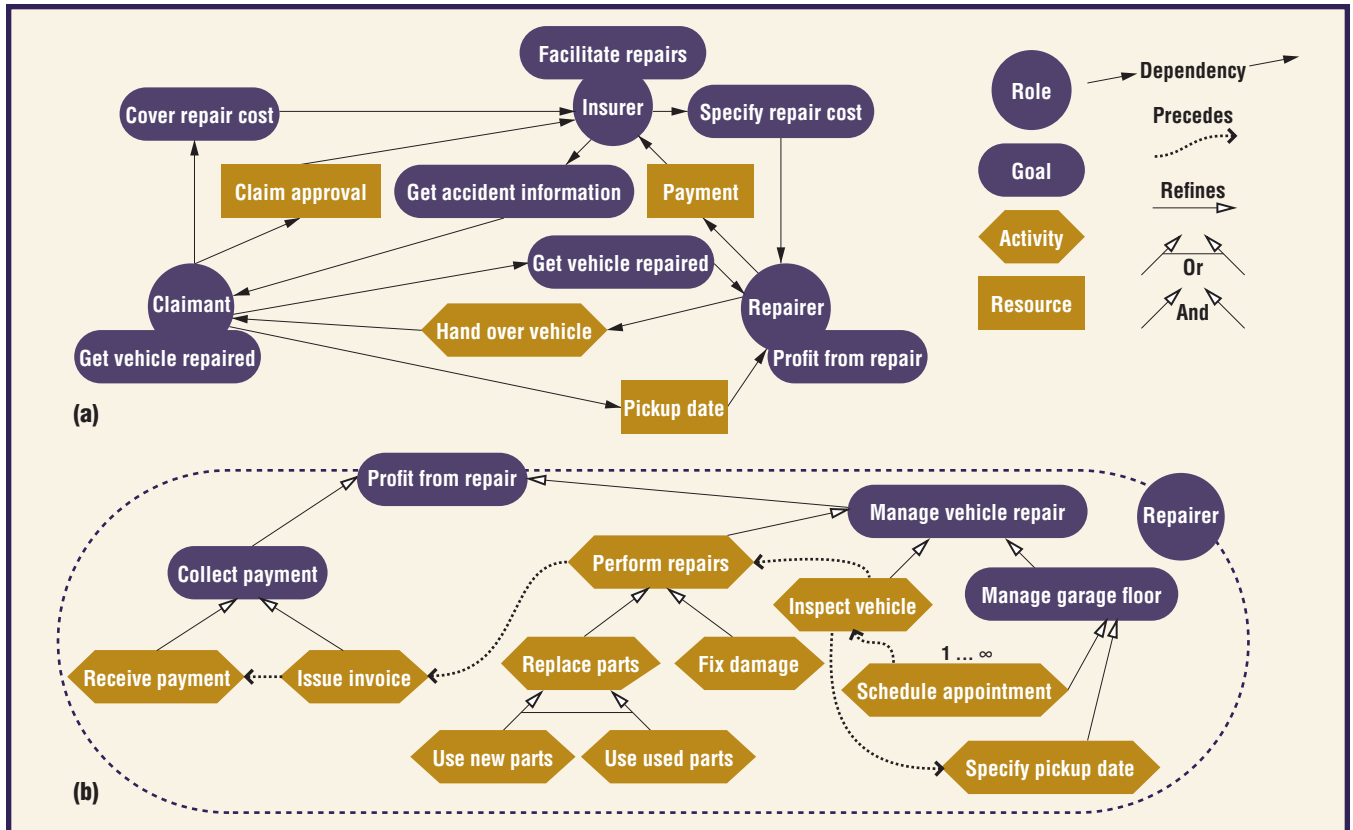 Facilitate repairs
Insurer
Cover repair cost
Specify repair cost
Claim approval
Get accident information
Payment
Get vehicle repaired
Claimant
Repairer
Hand over vehicle
Get vehicle repaired
Profit from repair
Pickup date
(a)
Role
Dependency
Precedes
Goal
Refines
Activity
Or
Resource
And
Profit from repair
Manage vehicle repair
Repairer
Collect payment
Perform repairs
Inspect vehicle
Manage garage floor
1 ... ∞
Receive payment
Issue invoice
Replace parts
Fix damage
Schedule appointment
Use new parts
Use used parts
Specify pickup date
(b)